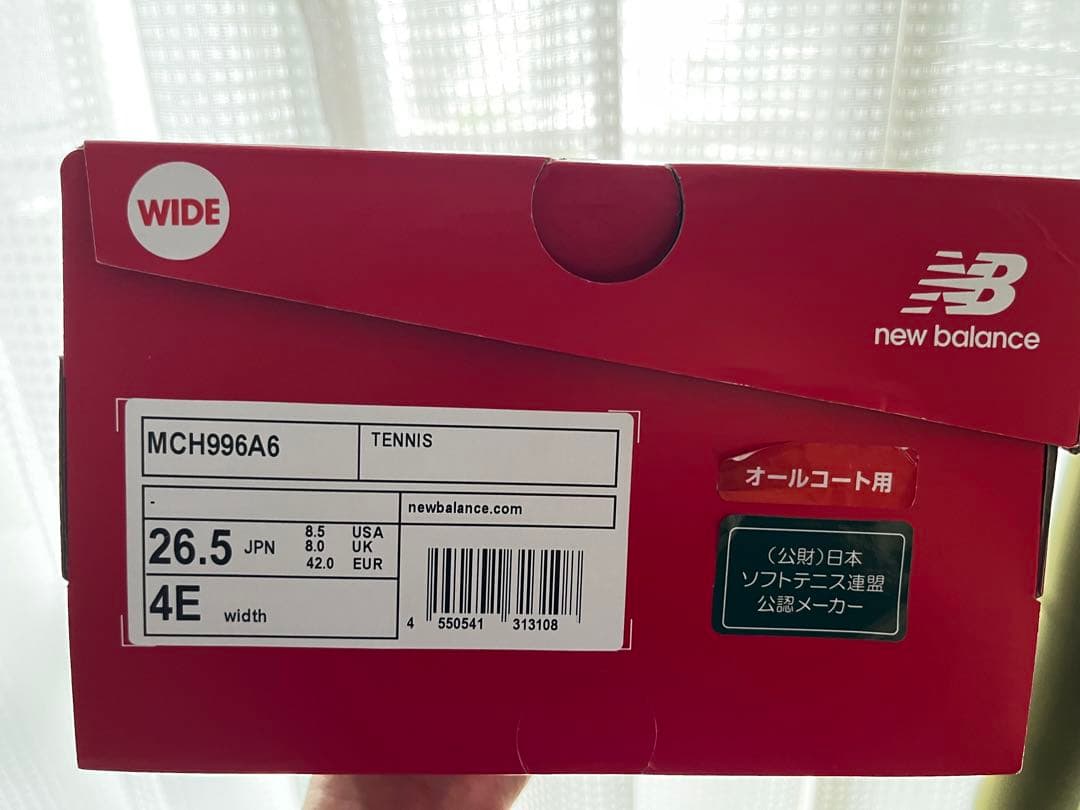 WIDE
NB
new balance
MCH996A6
TENNIS
-
newbalance.com
26.5 JPN
8.5 USA
8.0 UK
42.0 EUR
4E width
4 550541 313108
オールコート用
(公財)日本
ソフトテニス連盟
公認メーカー